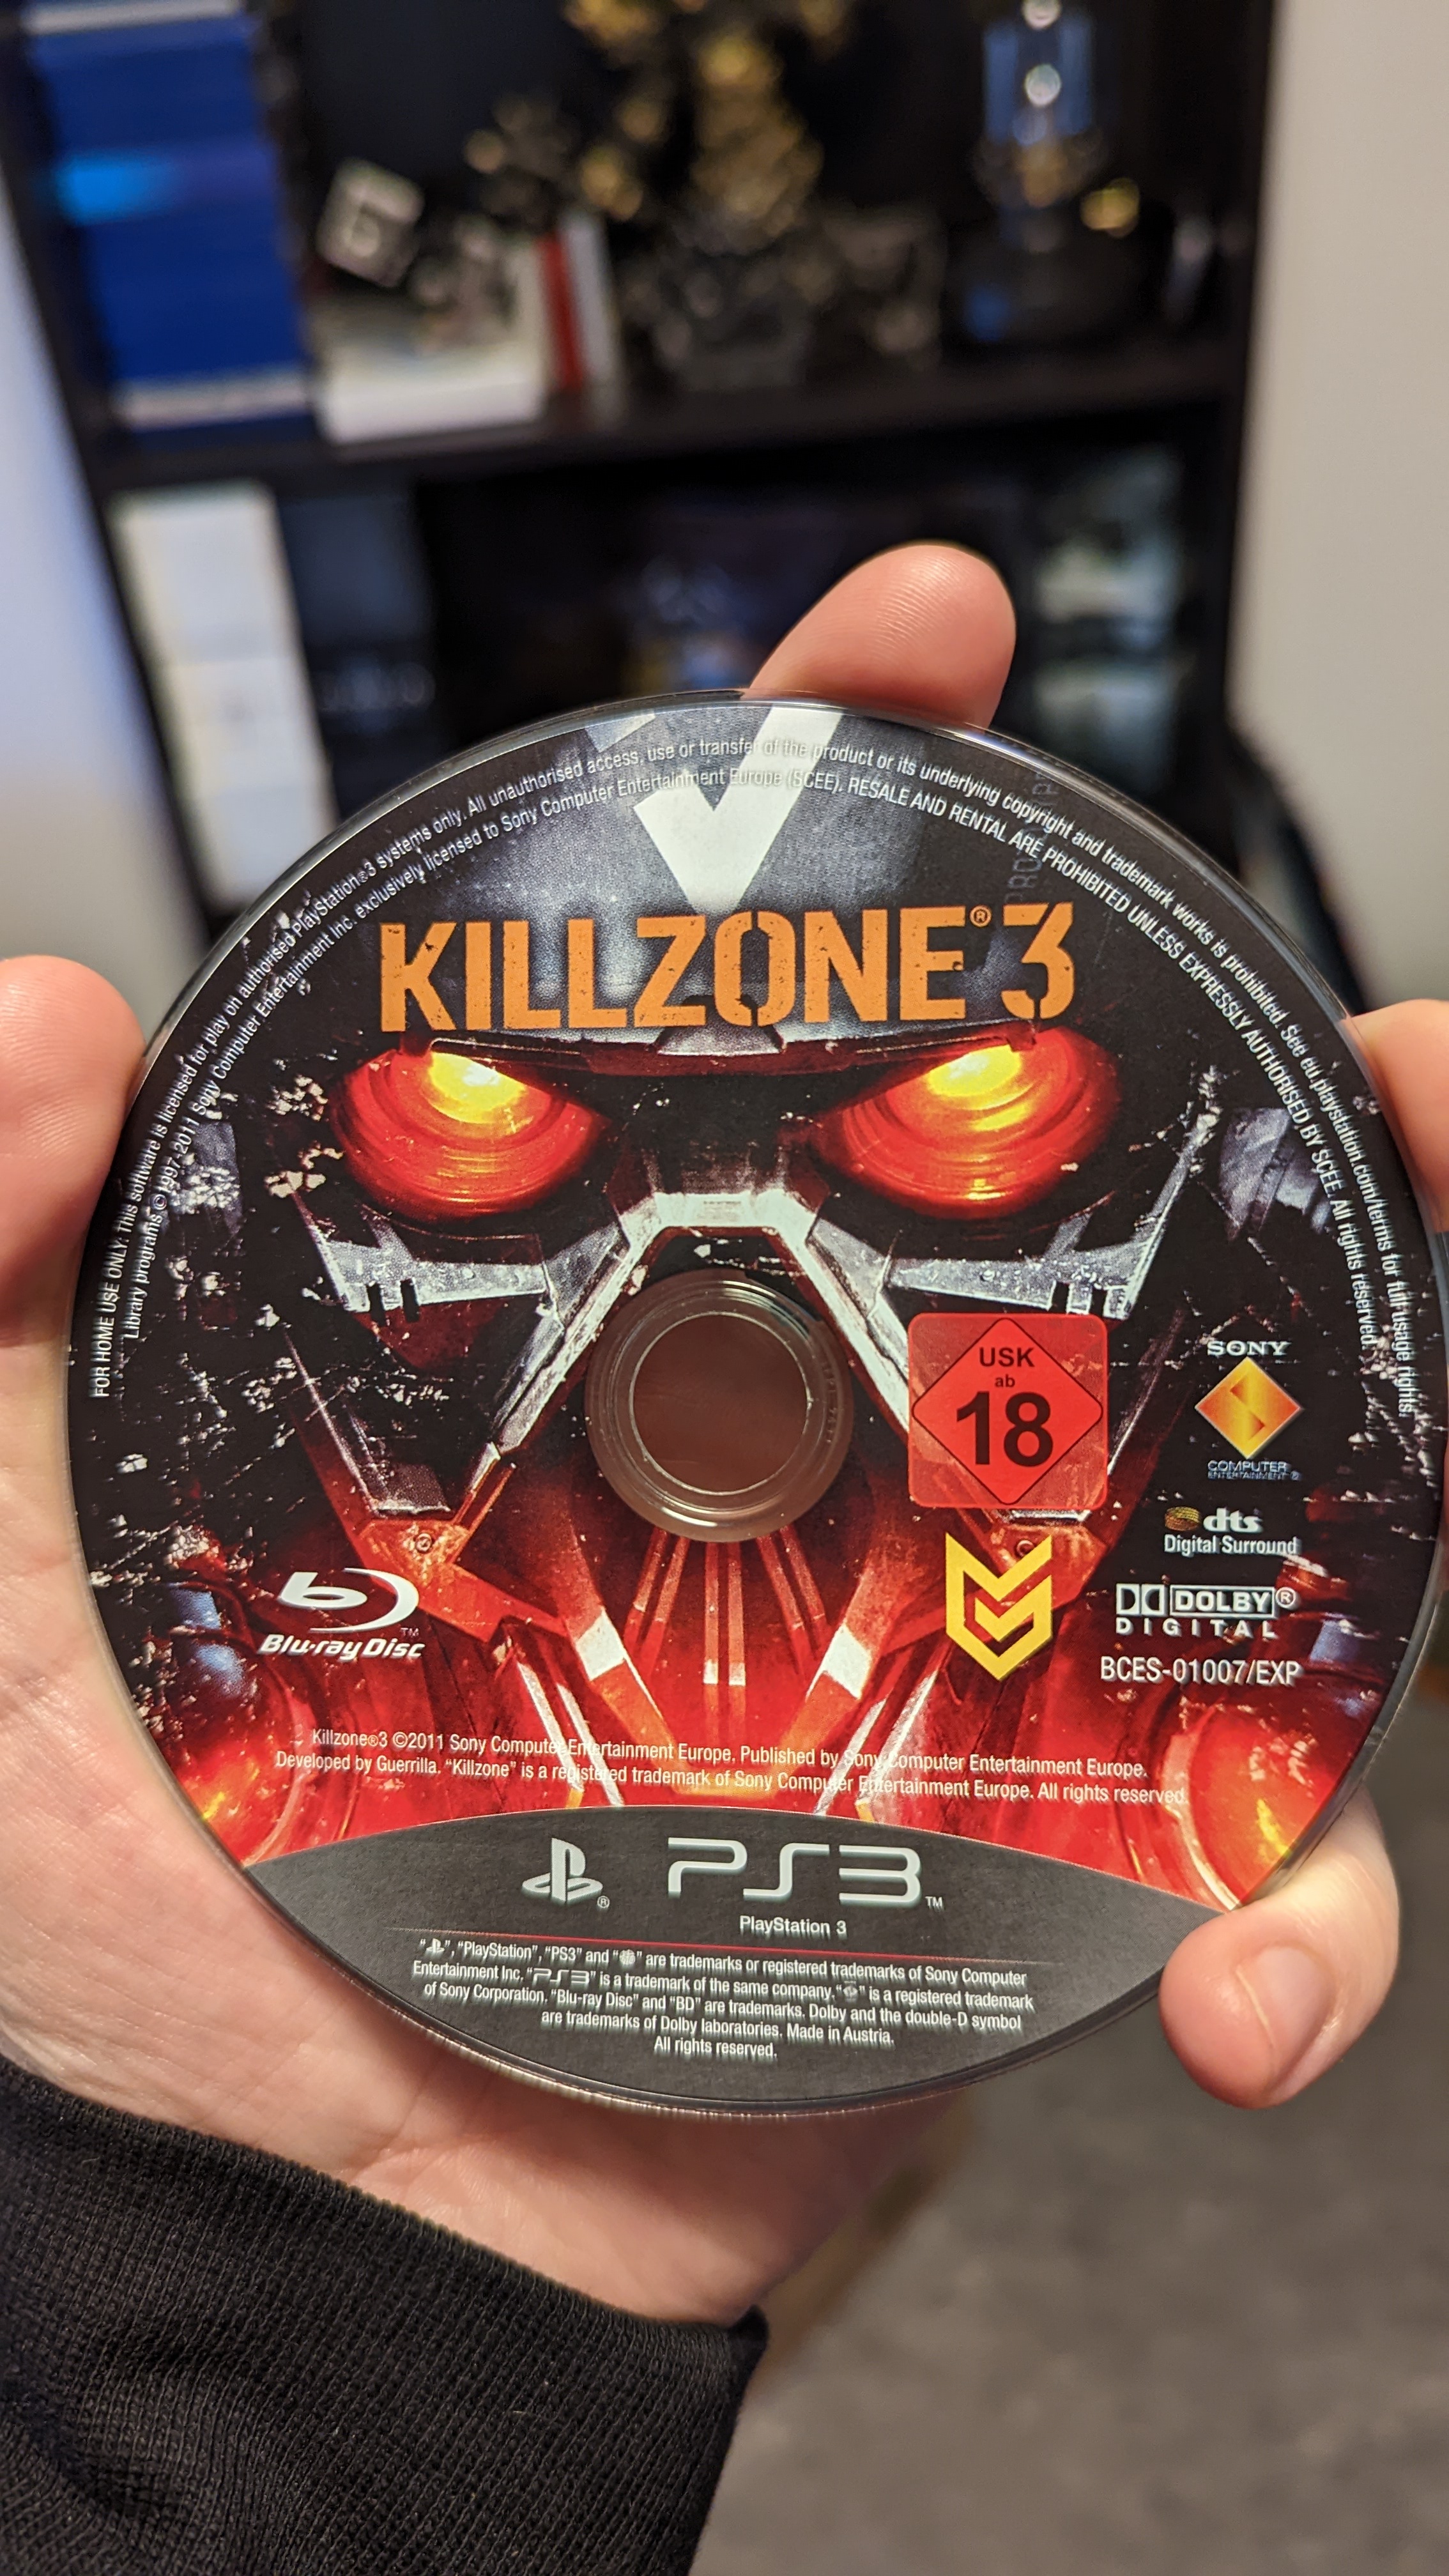 FOR HOME USE ONLY. This software is licensed for play on authorised PlayStation®3 systems only. All unauthorised access, use or transfer of the product or its underlying copyright and trademark works is prohibited. See eu.playstation.com/terms for full usage rights.
Library programs ©1997-2011 Sony Computer Entertainment Inc. exclusively licensed to Sony Computer Entertainment Europe (SCEE). RESALE AND RENTAL ARE PROHIBITED UNLESS EXPRESSLY AUTHORISED BY SCEE. All rights reserved.
KILLZONE® 3
USK
ab
18
SONY
COMPUTER
ENTERTAINMENT ®
dts
Digital Surround
Blu-ray Disc™
DOLBY®
DIGITAL
BCES-01007/EXP
Killzone®3 ©2011 Sony Computer Entertainment Europe. Published by Sony Computer Entertainment Europe.
Developed by Guerrilla. "Killzone" is a registered trademark of Sony Computer Entertainment Europe. All rights reserved.
PS3™
PlayStation 3
" ", "PlayStation", "PS3" and " " are trademarks or registered trademarks of Sony Computer
Entertainment Inc. "PS3" is a trademark of the same company. " " is a registered trademark
of Sony Corporation. "Blu-ray Disc" and "BD" are trademarks. Dolby and the double-D symbol
are trademarks of Dolby laboratories. Made in Austria.
All rights reserved.